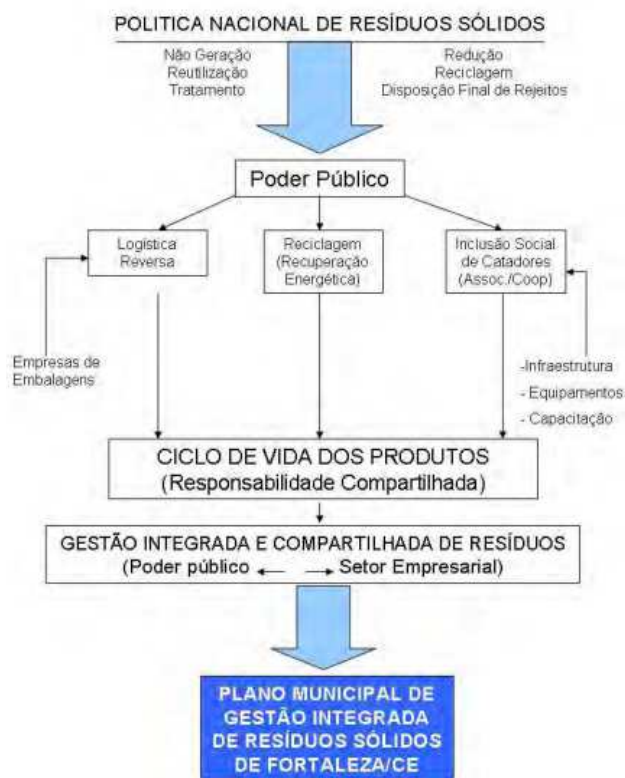 POLITICA NACIONAL DE RESÍDUOS SÓLIDOS
Não Geração
Reutilização
Tratamento
Redução
Reciclagem
Disposição Final de Rejeitos
Poder Público
Logística
Reversa
Reciclagem
(Recuperação
Energética)
Inclusão Social
de Catadores
(Assoc./Coop)
Empresas de
Embalagens
-Infraestrutura
- Equipamentos
- Capacitação
CICLO DE VIDA DOS PRODUTOS
(Responsabilidade Compartilhada)
GESTÃO INTEGRADA E COMPARTILHADA DE RESÍDUOS
(Poder público Setor Empresarial)
PLANO MUNICIPAL DE
GESTÃO INTEGRADA
DE RESÍDUOS SÓLIDOS
DE FORTALEZA/CE